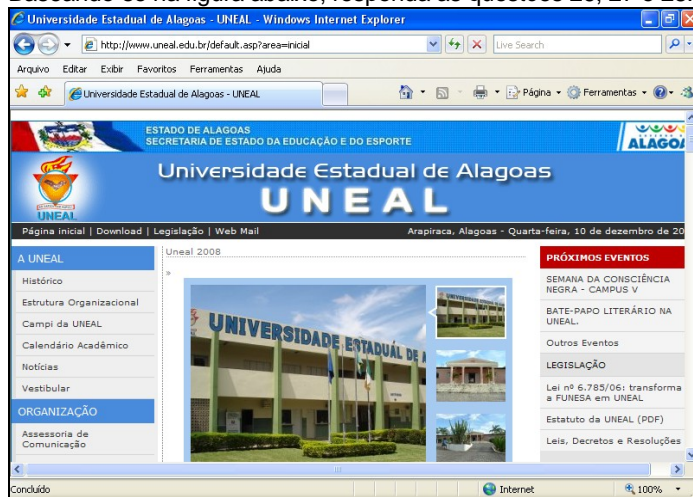 Baseando-se na figura abaixo, responda as questões 26, 27 e 28.
Universidade Estadual de Alagoas - UNEAL - Windows Internet Explorer
http://www.uneal.edu.br/default.asp?area=inicial
Live Search
Arquivo Editar Exibir Favoritos Ferramentas Ajuda
Universidade Estadual de Alagoas - UNEAL
Página Ferramentas
ESTADO DE ALAGOAS
SECRETARIA DE ESTADO DA EDUCAÇÃO E DO ESPORTE
ALAGOA
Universidade Estadual de Alagoas
UNEAL
UNEAL
Página inicial | Download | Legislação | Web Mail
Arapiraca, Alagoas - Quarta-feira, 10 de dezembro de 20
A UNEAL
Histórico
Estrutura Organizacional
Campi da UNEAL
Calendário Acadêmico
Notícias
Vestibular
ORGANIZAÇÃO
Assessoria de
Comunicação
Uneal 2008
»
UNIVERSIDADE ESTADUAL DE A
PRÓXIMOS EVENTOS
SEMANA DA CONSCIÊNCIA
NEGRA - CAMPUS V
BATE-PAPO LITERÁRIO NA
UNEAL.
Outros Eventos
LEGISLAÇÃO
Lei nº 6.785/06: transforma
a FUNESA em UNEAL
Estatuto da UNEAL (PDF)
Leis, Decretos e Resoluções
Concluído
Internet
100%